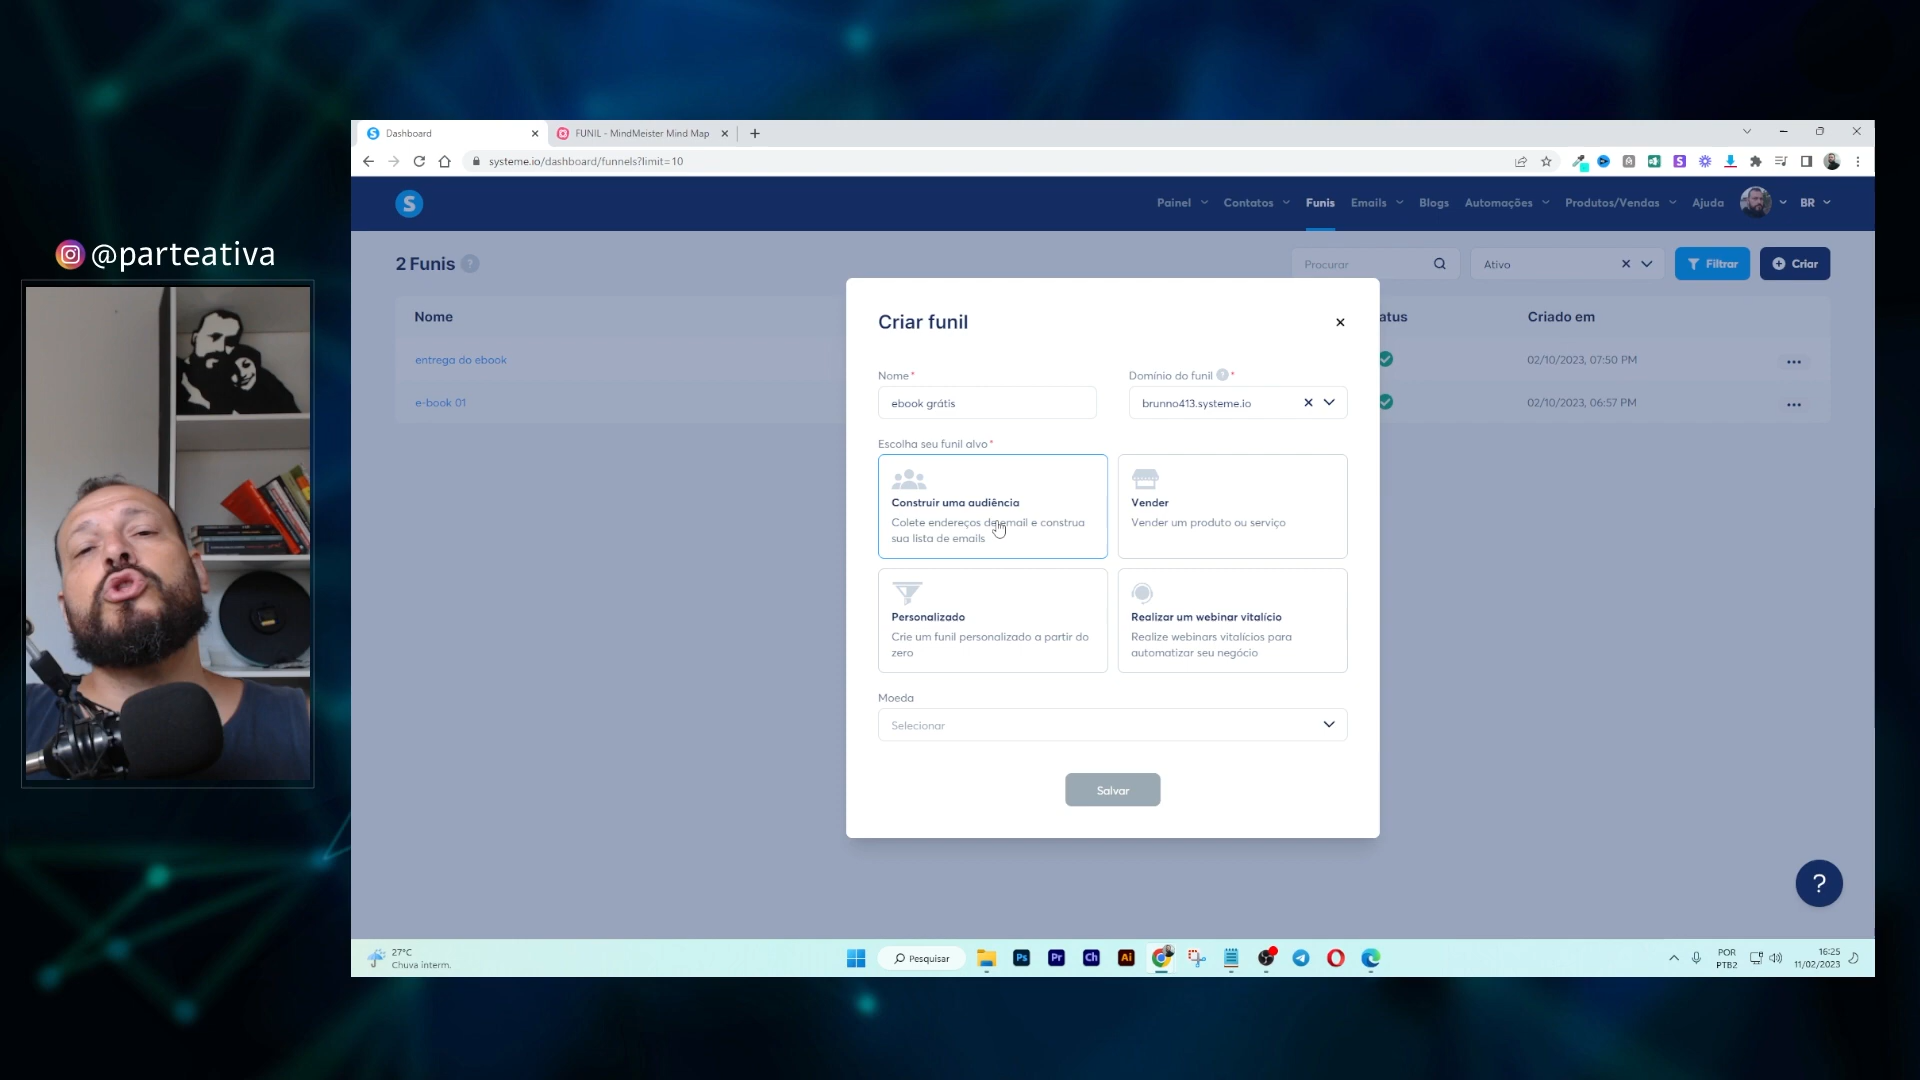 @parteativa
Dashboard
FUNIL - MindMeister Mind Map
systeme.io/dashboard/funnels?limit=10
S
Painel
Contatos
Funis
Emails
Blogs
Automações
Produtos/Vendas
Ajuda
BR
2 Funis ?
Procurar
Ativo
Filtrar
Criar
Nome
atus
Criado em
entrega do ebook
02/10/2023, 07:50 PM
e-book 01
02/10/2023, 06:57 PM
Criar funil
Nome*
Domínio do funil ? *
ebook grátis
brunno413.systeme.io
Escolha seu funil alvo*
Construir uma audiência
Colete endereços de email e construa
sua lista de emails
Vender
Vender um produto ou serviço
Personalizado
Crie um funil personalizado a partir do
zero
Realizar um webinar vitalício
Realize webinars vitalícios para
automatizar seu negócio
Moeda
Selecionar
Salvar
?
27°C
Chuva interm.
Pesquisar
Ps
Pr
Ch
Ai
POR
PTB2
16:25
11/02/2023